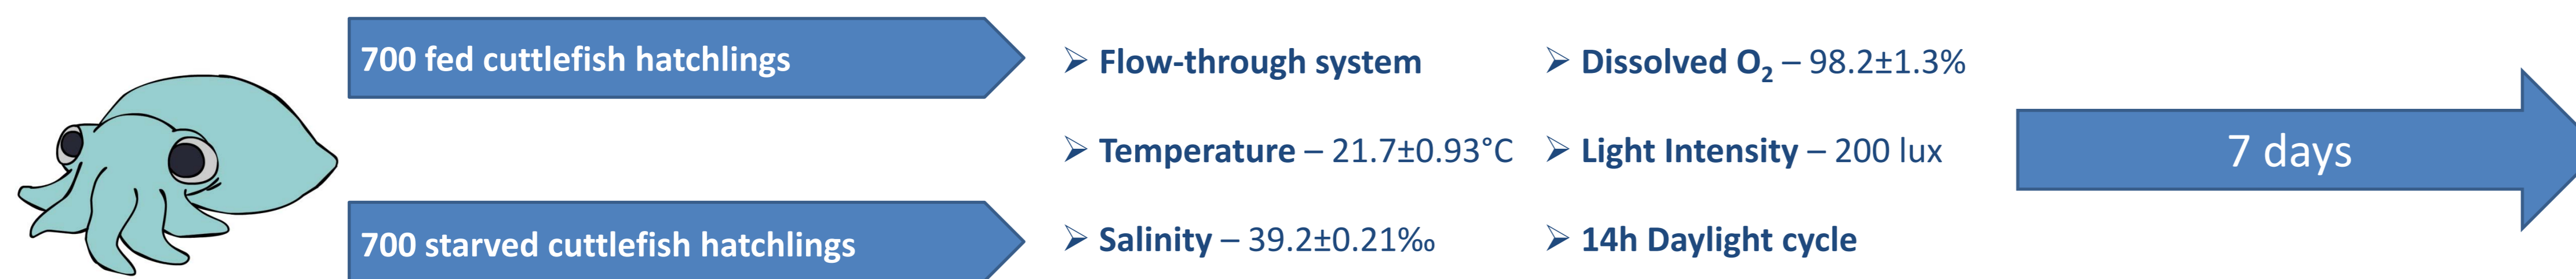 700 fed cuttlefish hatchlings
700 starved cuttlefish hatchlings
➢ Flow-through system
➢ Temperature – 21.7±0.93°C
➢ Salinity – 39.2±0.21‰
➢ Dissolved O₂ – 98.2±1.3%
➢ Light Intensity – 200 lux
➢ 14h Daylight cycle
7 days